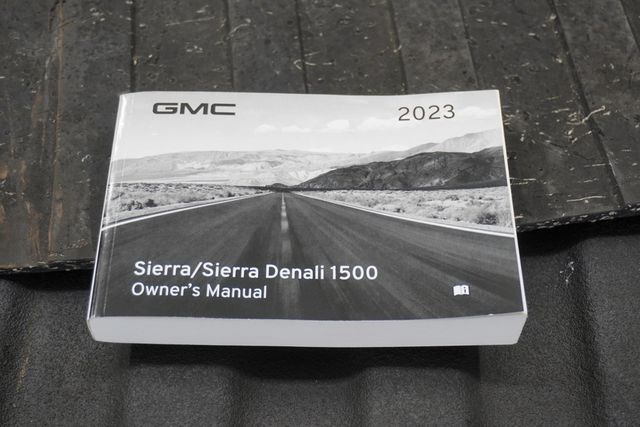 GMC 2023
Sierra/Sierra Denali 1500
Owner's Manual